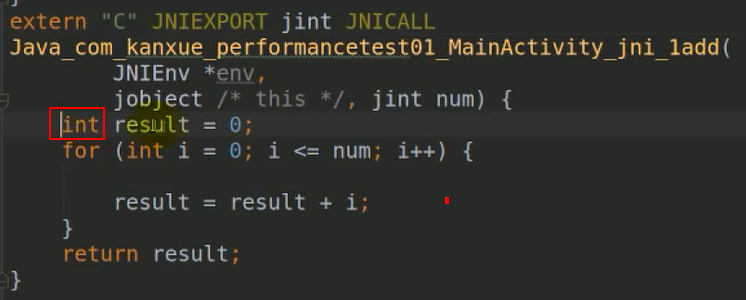 }
extern "C" JNIEXPORT jint JNICALL
Java_com_kanxue_performancetest01_MainActivity_jni_1add(
JNIEnv *env,
jobject /* this */, jint num) {
int result = 0;
for (int i = 0; i <= num; i++) {
result = result + i;
}
return result;
}